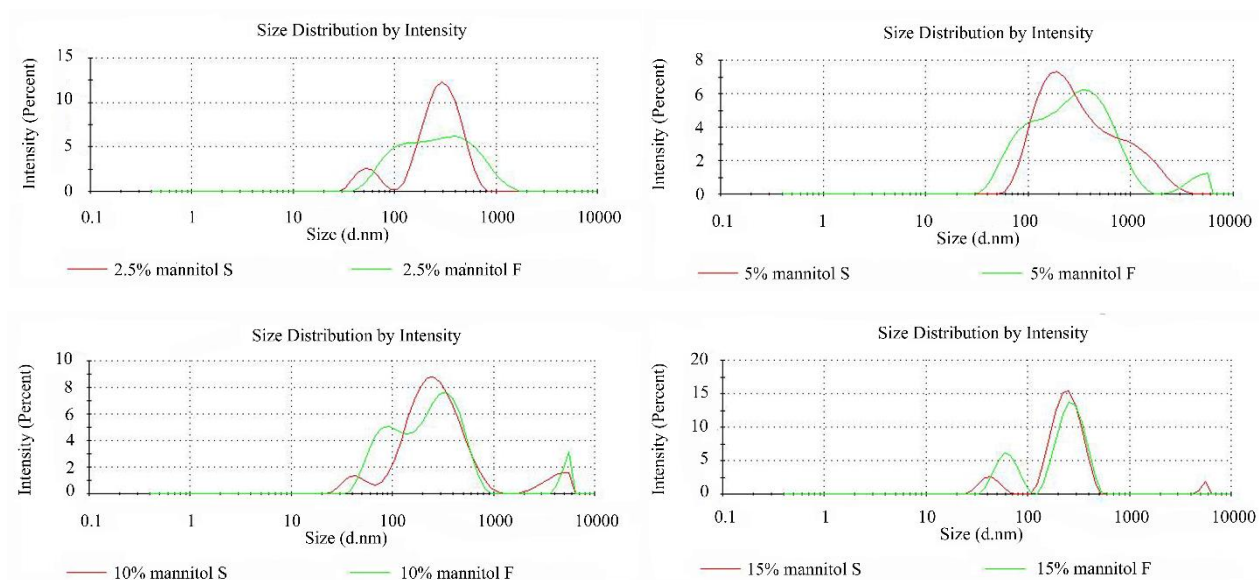 Size Distribution by Intensity
Intensity (Percent)
15
10
5
0
0.1 1 10 100 1000 10000
Size (d.nm)
2.5% mannitol S 2.5% mannitol F
Size Distribution by Intensity
Intensity (Percent)
8
6
4
2
0
0.1 1 10 100 1000 10000
Size (d.nm)
5% mannitol S 5% mannitol F
Size Distribution by Intensity
Intensity (Percent)
10
8
6
4
2
0
0.1 1 10 100 1000 10000
Size (d.nm)
10% mannitol S 10% mannitol F
Size Distribution by Intensity
Intensity (Percent)
20
15
10
5
0
0.1 1 10 100 1000 10000
Size (d.nm)
15% mannitol S 15% mannitol F